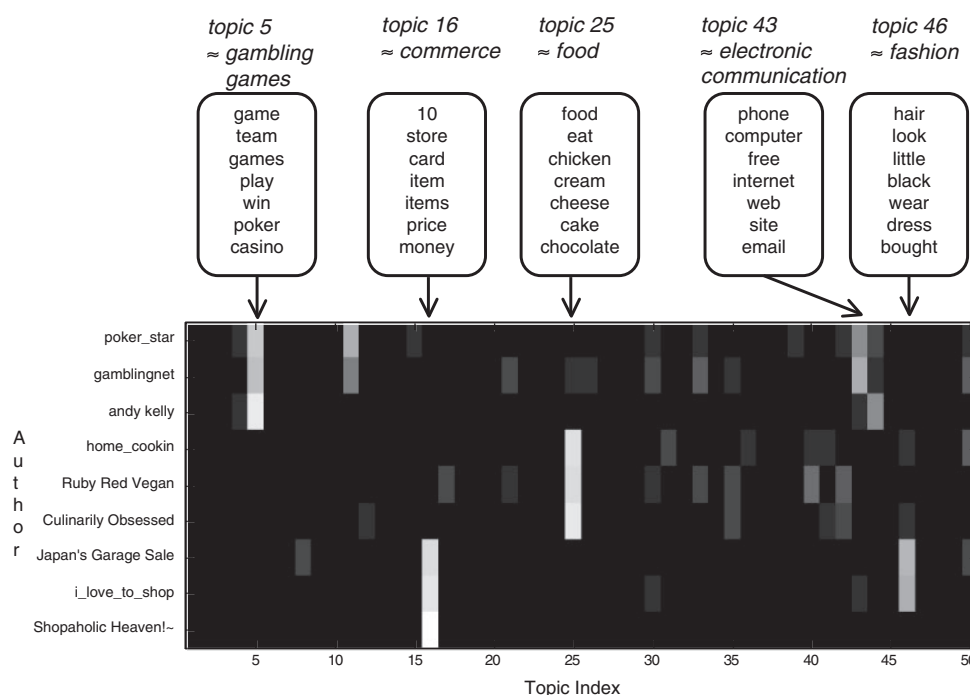 topic 5
≈ gambling
games
topic 16
≈ commerce
topic 25
≈ food
topic 43
≈ electronic
communication
topic 46
≈ fashion
game
team
games
play
win
poker
casino
10
store
card
item
items
price
money
food
eat
chicken
cream
cheese
cake
chocolate
phone
computer
free
internet
web
site
email
hair
look
little
black
wear
dress
bought
Author
poker_star
gamblingnet
andy kelly
home_cookin
Ruby Red Vegan
Culinarily Obsessed
Japan's Garage Sale
i_love_to_shop
Shopaholic Heaven!~
5 10 15 20 25 30 35 40 45 50
Topic Index